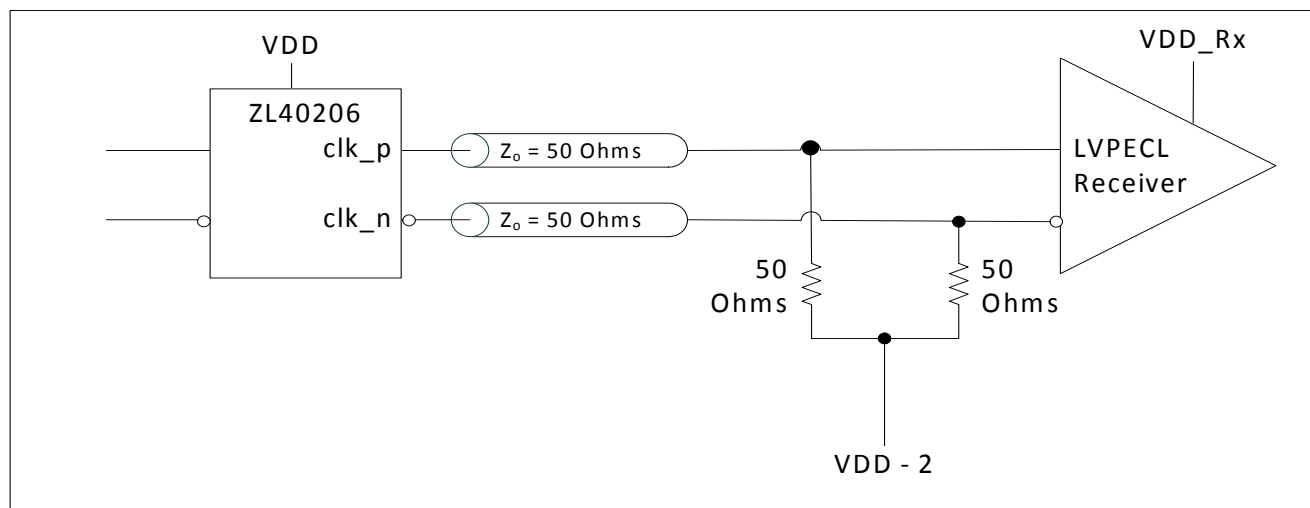 VDD
VDD_Rx
ZL40206
clk_p
Zo = 50 Ohms
LVPECL
Receiver
clk_n
Zo = 50 Ohms
50
Ohms
50
Ohms
VDD - 2